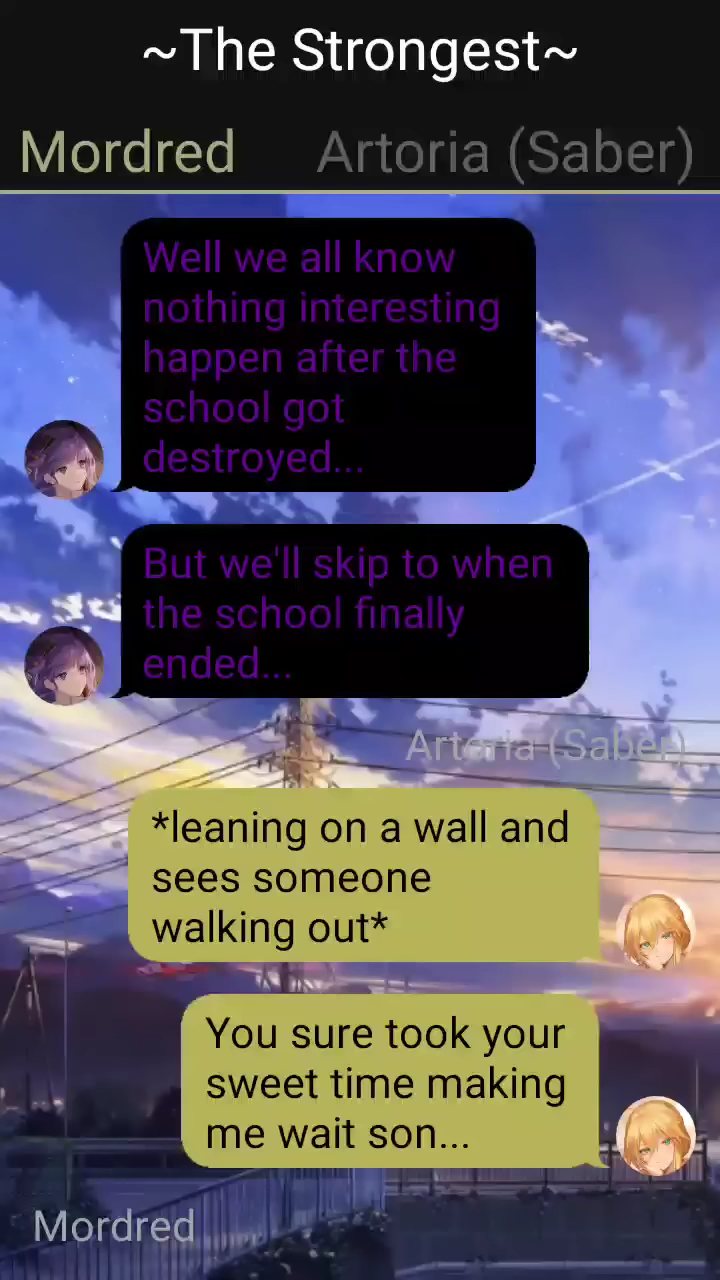 ~The Strongest~
Mordred Artoria (Saber)
Well we all know
nothing interesting
happen after the
school got
destroyed...
But we'll skip to when
the school finally
ended...
Artoria (Saber)
*leaning on a wall and
sees someone
walking out*
You sure took your
sweet time making
me wait son...
Mordred